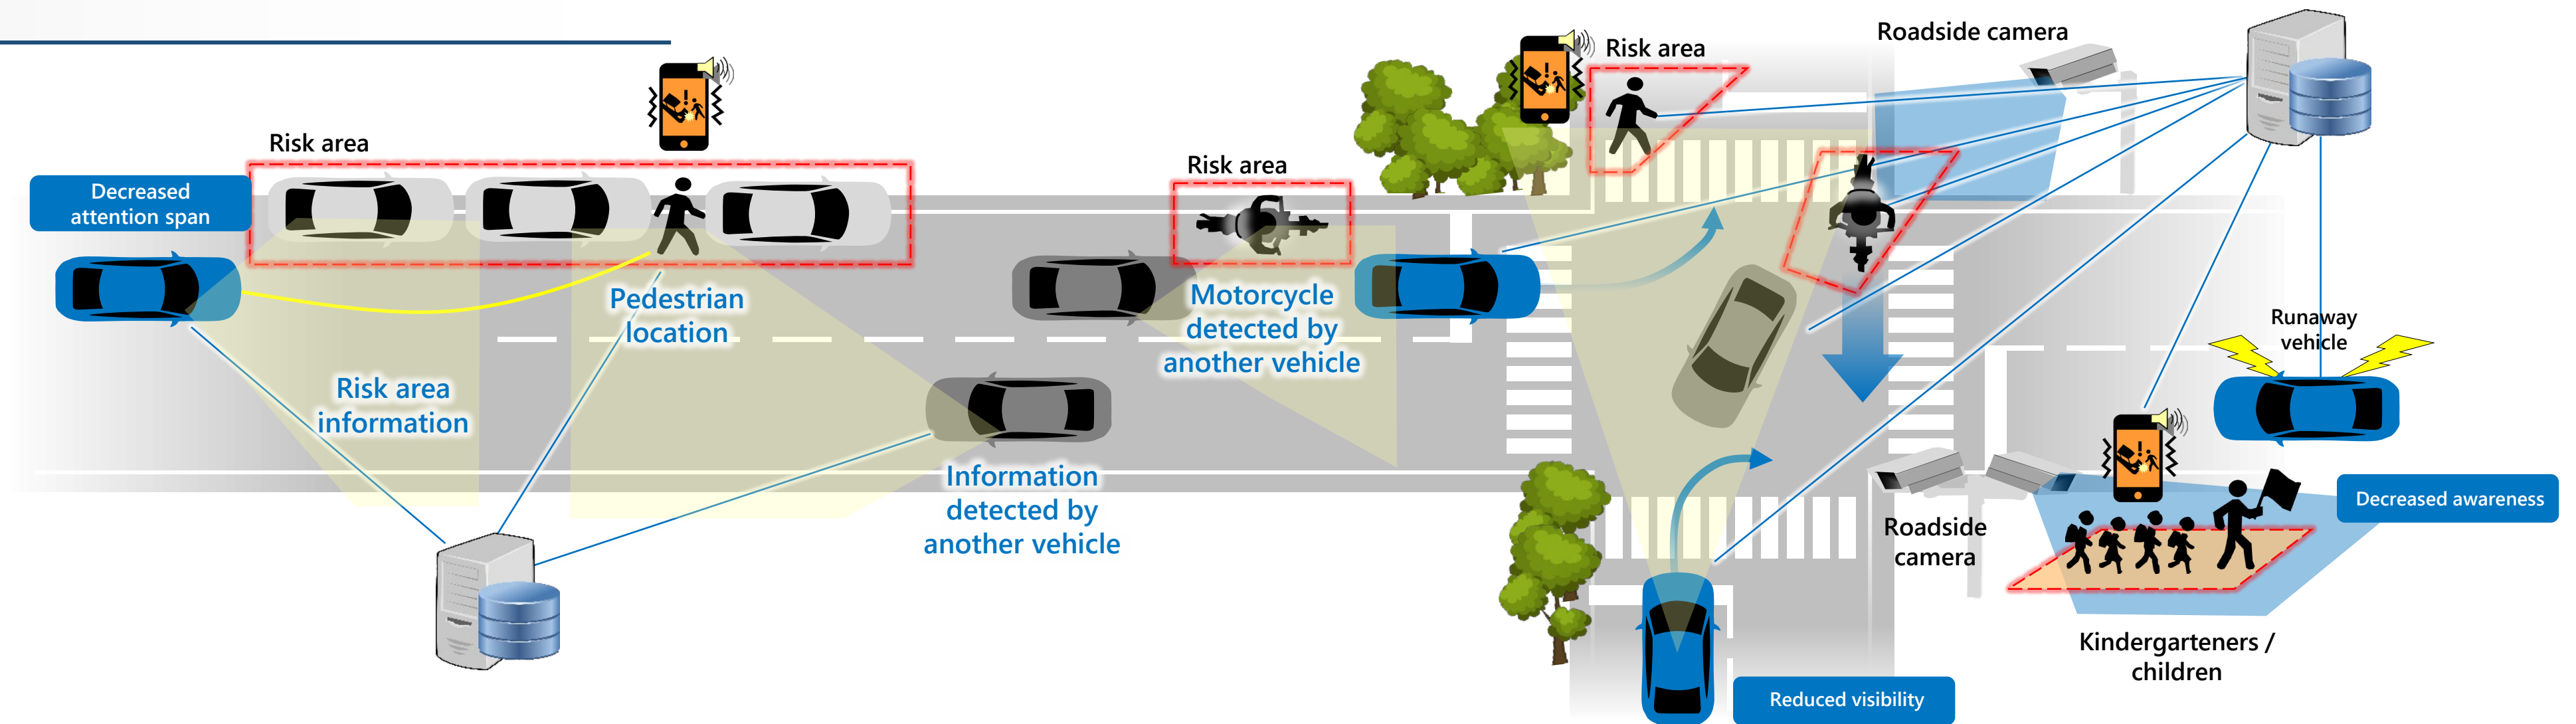 Risk area
Decreased
attention span
Pedestrian
location
Risk area
information
Information
detected by
another vehicle
Risk area
Motorcycle
detected by
another vehicle
Risk area
Roadside camera
Runaway
vehicle
Decreased awareness
Roadside
camera
Kindergarteners /
children
Reduced visibility